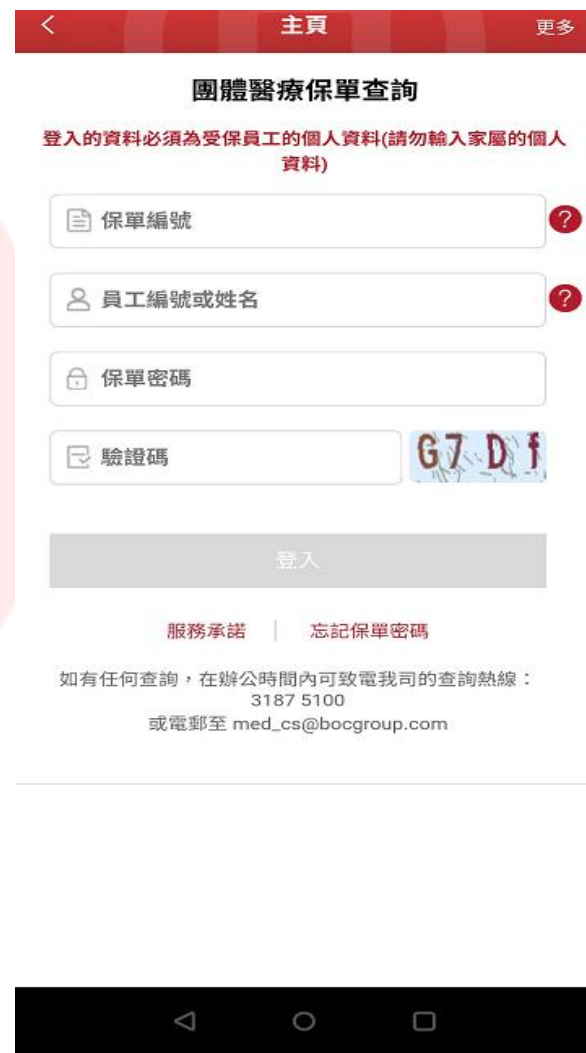 主頁
更多
團體醫療保單查詢
登入的資料必須為受保員工的個人資料(請勿輸入家屬的個人
資料)
保單編號
?
員工編號或姓名
?
保單密碼
驗證碼
G7 D f
登入
服務承諾
忘記保單密碼
如有任何查詢，在辦公時間內可致電我司的查詢熱線：
3187 5100
或電郵至 med_cs@bocgroup.com